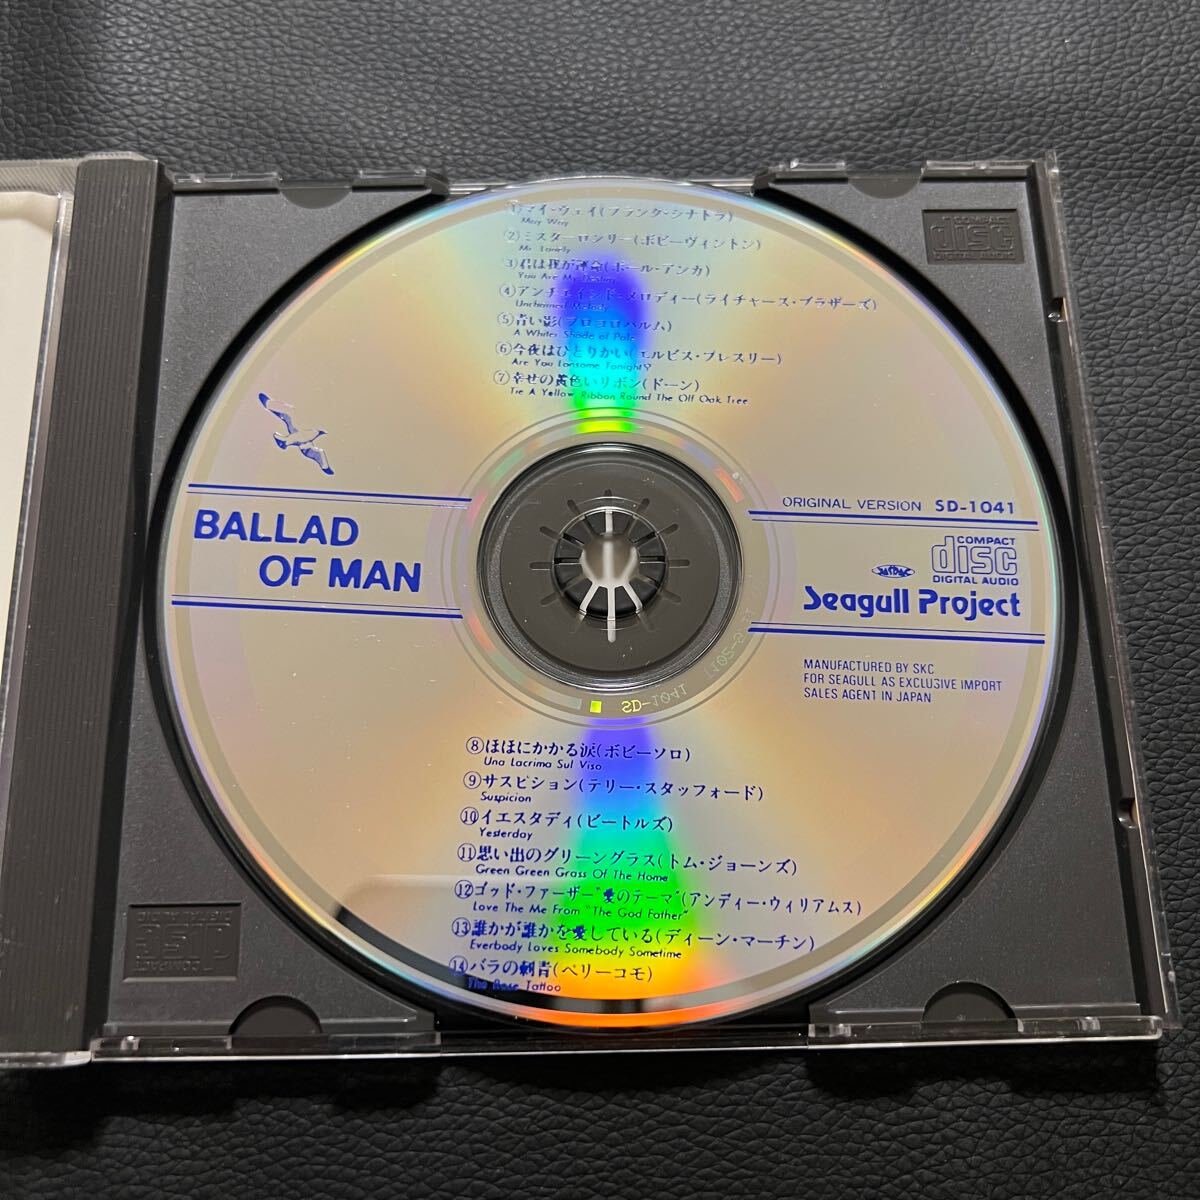 ①マイ・ウェイ(フランク・シナトラ)
May Way
②ミスターロンリー(ボビーヴィントン)
Mr. Lonely
③君は我が運命(ポール・アンカ)
You Are My Destiny
④アンチェインド・メロディー(ライチャース・ブラザーズ)
Unchained Melody
⑤青い影(プロコロハルム)
A Whiter Shade of Pale
⑥今夜はひとりかい(エルビス・プレスリー)
Are You Lonsome Tonight?
⑦幸せの黄色いリボン(ドーン)
Tie A Yellow Ribbon Round The Olf Oak Tree
BALLAD
OF MAN
ORIGINAL VERSION SD-1041
JASRAC
COMPACT
disc
DIGITAL AUDIO
Seagull Project
MANUFACTURED BY SKC
FOR SEAGULL AS EXCLUSIVE IMPORT
SALES AGENT IN JAPAN
SD-1041
⑧ほほにかかる涙(ボビーソロ)
Una Lacrima Sul Viso
⑨サスピション(テリー・スタッフォード)
Suspicion
⑩イエスタデイ(ビートルズ)
Yesterday
⑪思い出のグリーングラス(トム・ジョーンズ)
Green Green Grass Of The Home
⑫ゴッド・ファーザー"愛のテーマ"(アンディー・ウィリアムス)
Love The Me From "The God Father"
⑬誰かが誰かを愛している(ディーン・マーチン)
Everbody Loves Somebody Sometime
⑭バラの刺青(ペリーコモ)
The Rose Tattoo
COMPACT
disc
DIGITAL AUDIO